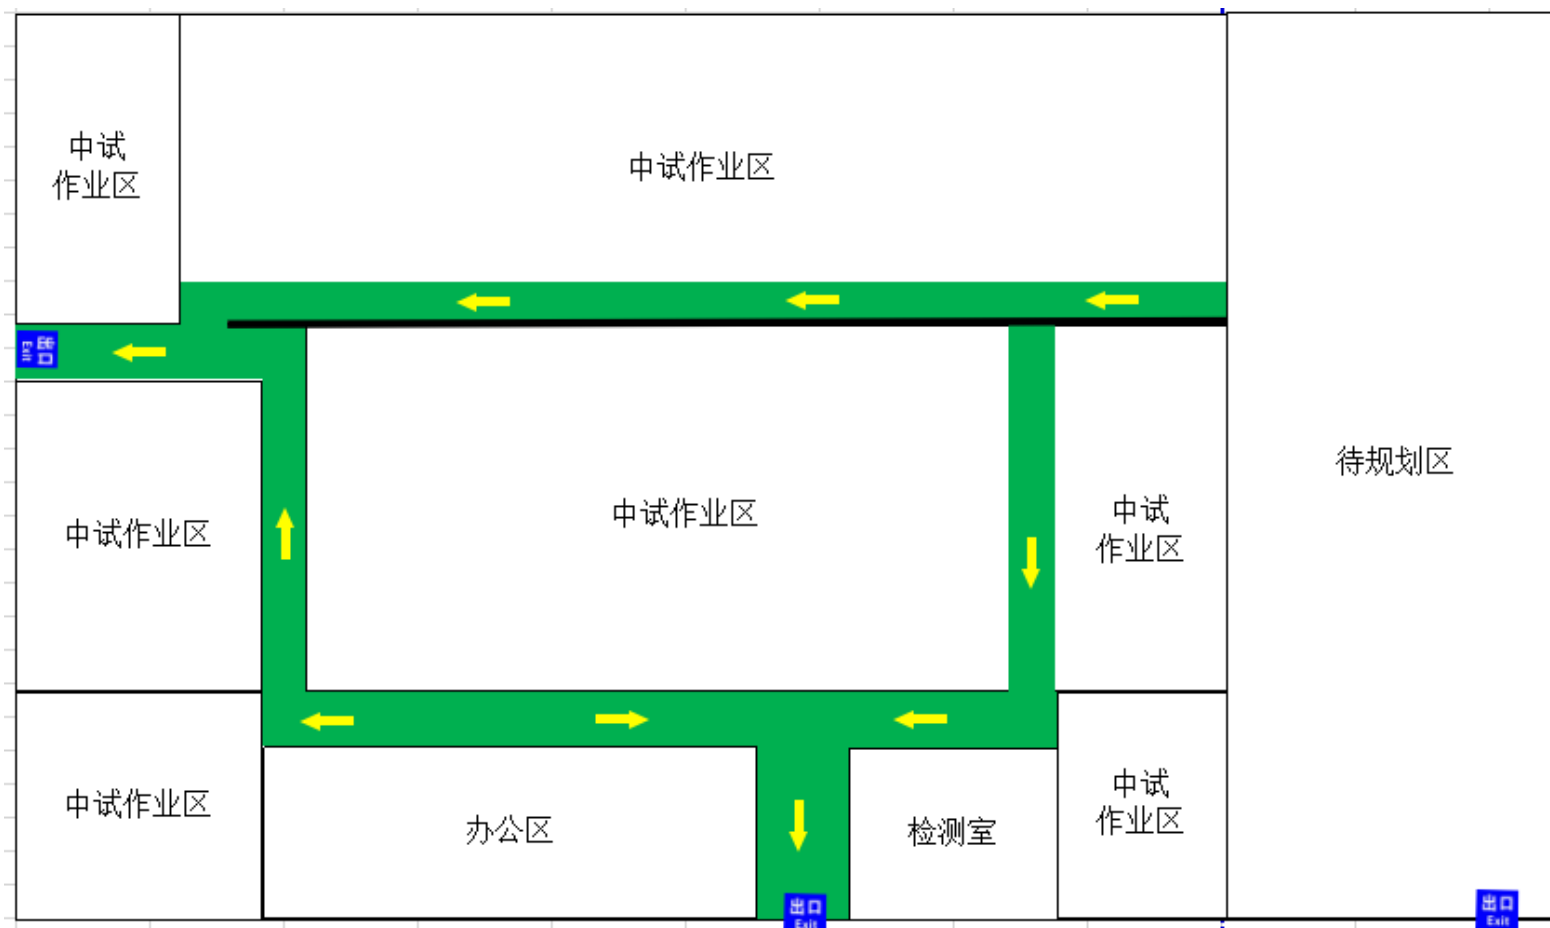 中试
作业区
中试作业区
出口
Exit
中试作业区
中试作业区
中试
作业区
待规划区
中试作业区
办公区
检测室
中试
作业区
出口
Exit
出口
Exit